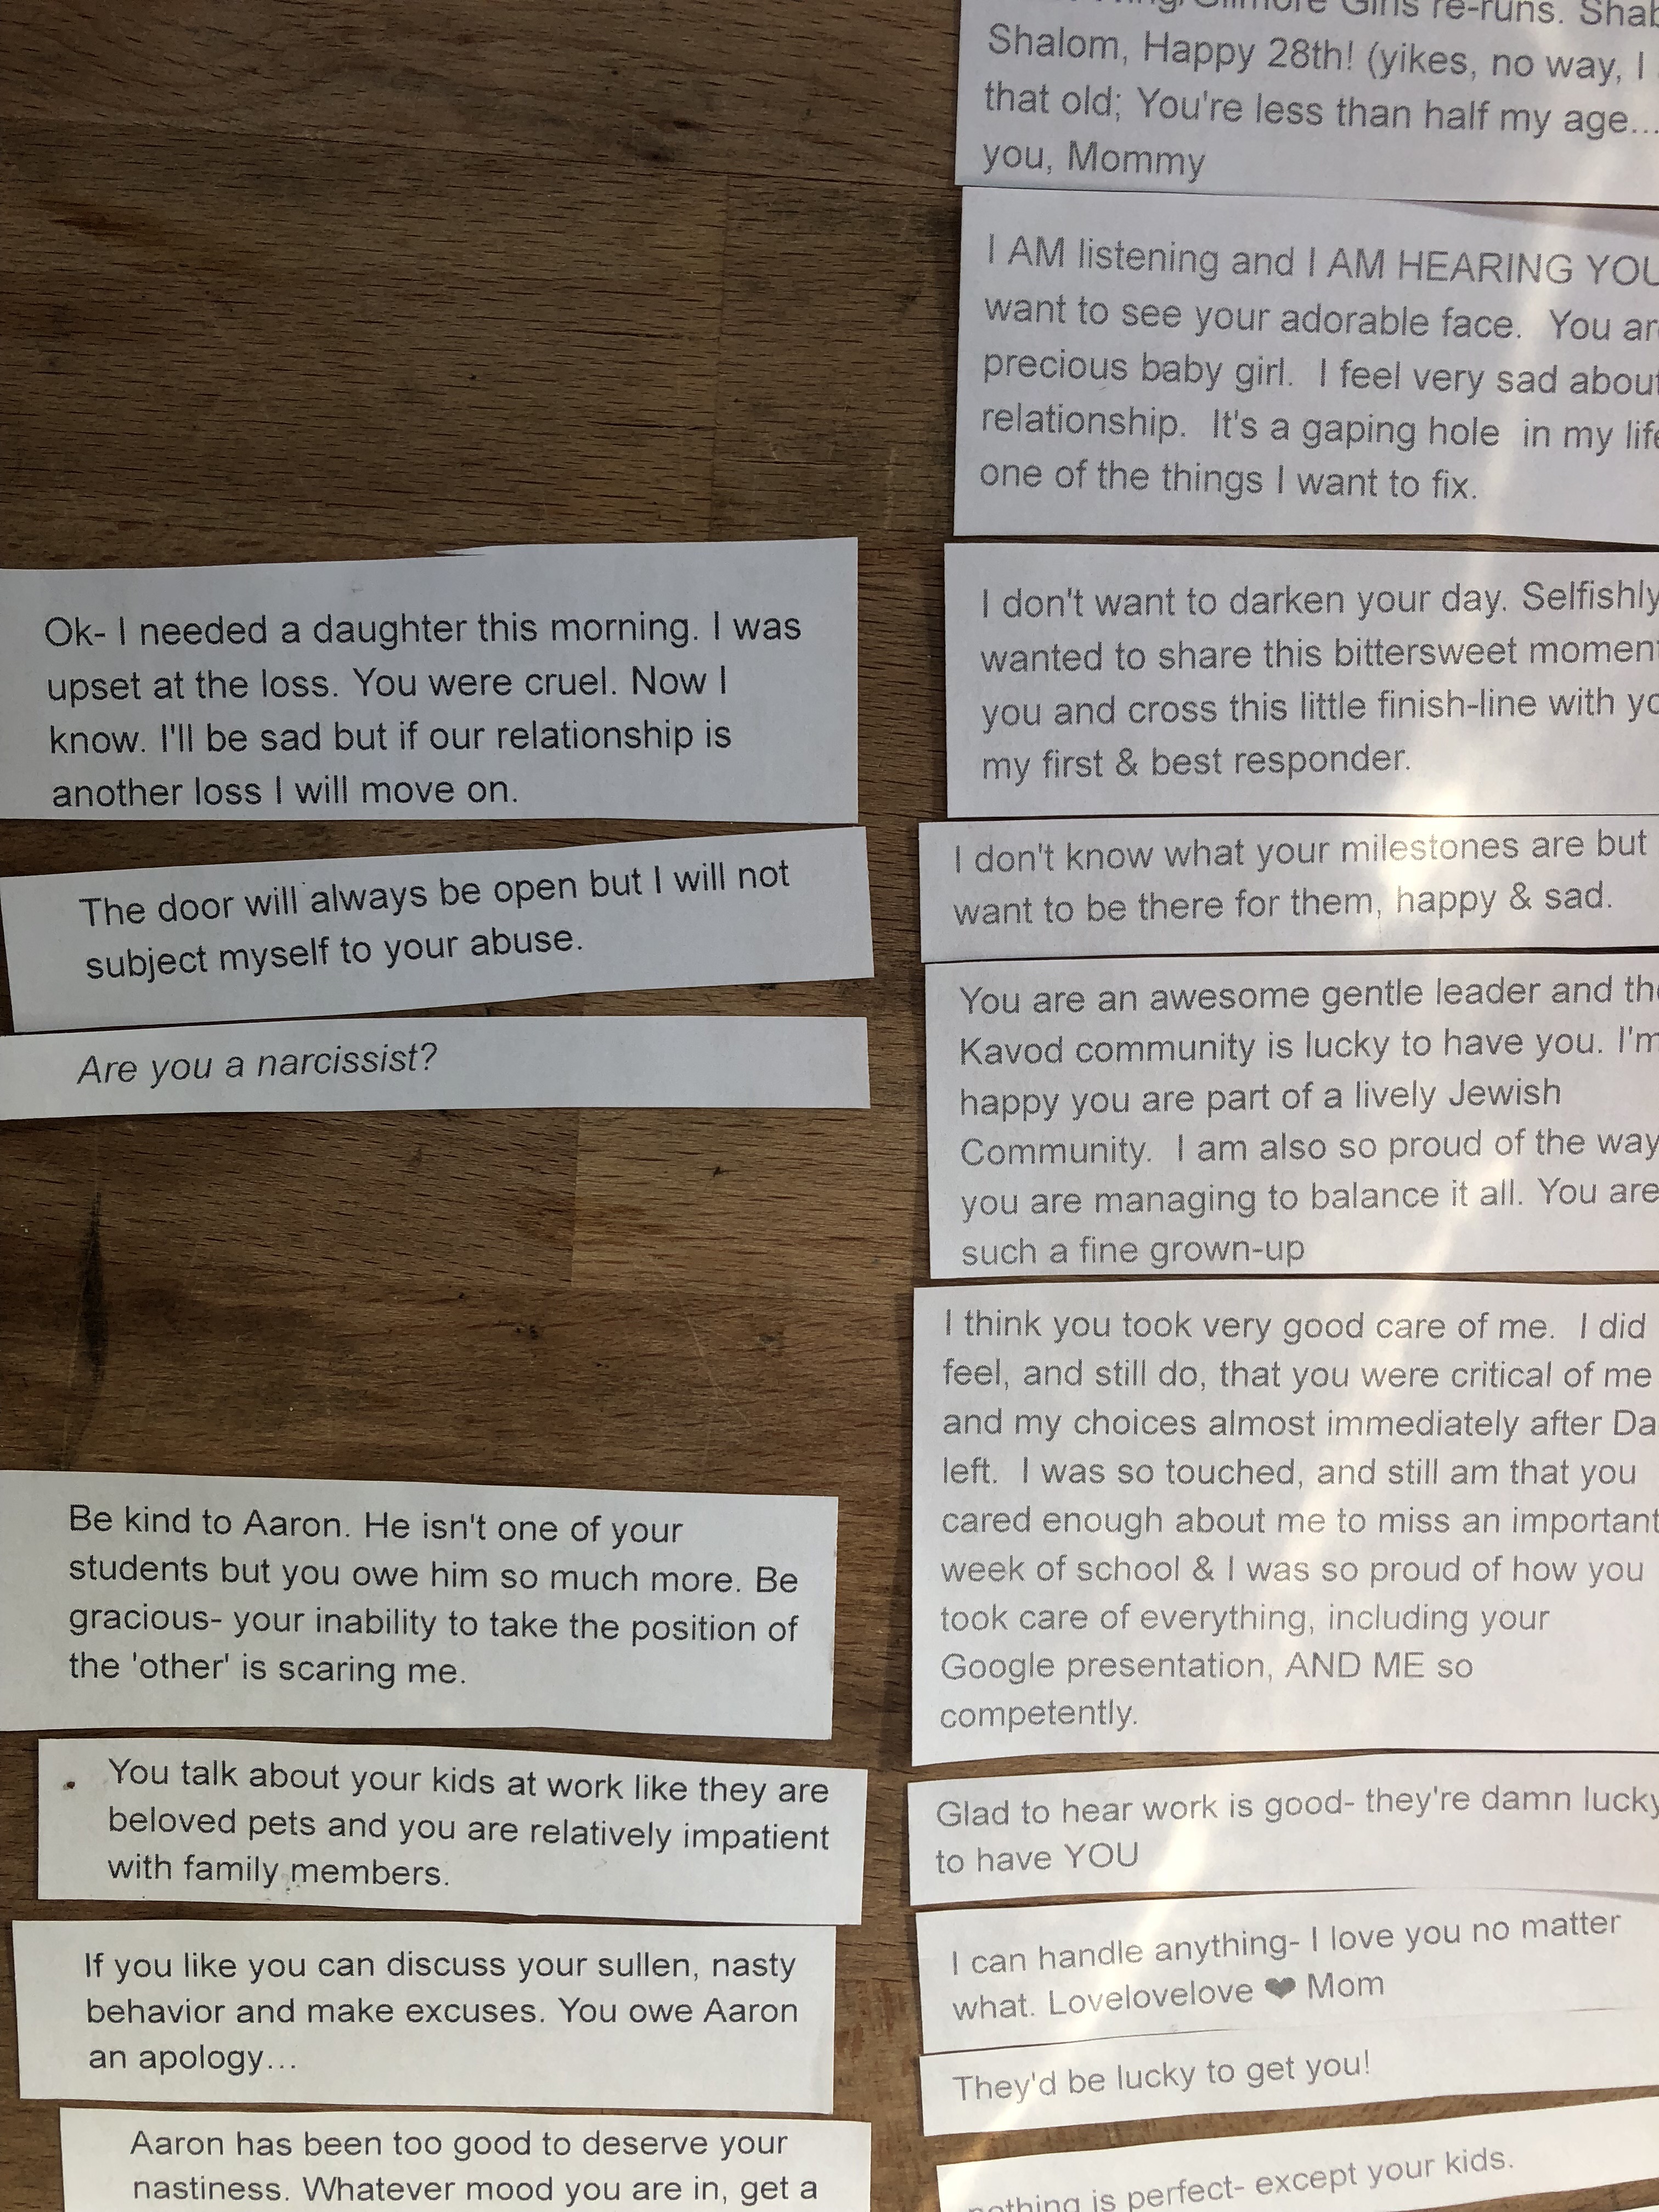 Ok- I needed a daughter this morning. I was
upset at the loss. You were cruel. Now I
know. I'll be sad but if our relationship is
another loss I will move on.
The door will always be open but I will not
subject myself to your abuse.
Are you a narcissist?
Be kind to Aaron. He isn't one of your
students but you owe him so much more. Be
gracious- your inability to take the position of
the 'other' is scaring me.
You talk about your kids at work like they are
beloved pets and you are relatively impatient
with family members.
If you like you can discuss your sullen, nasty
behavior and make excuses. You owe Aaron
an apology...
Aaron has been too good to deserve your
nastiness. Whatever mood you are in, get a
Gilmore Girls re-runs.
Shalom, Happy 28th! (yikes, no way, I
that old; You're less than half my age...
you, Mommy
I AM listening and I AM HEARING YOU
want to see your adorable face. You
precious baby girl. I feel very sad about
relationship. It's a gaping hole in my
one of the things I want to fix.
I don't want to darken your day. Selfishly
wanted to share this bittersweet moment
you and cross this little finish-line with
my first & best responder.
I don't know what your milestones are but
want to be there for them, happy & sad.
You are an awesome gentle leader and
Kavod community is lucky to have you. I'm
happy you are part of a lively Jewish
Community. I am also so proud of the way
you are managing to balance it all. You are
such a fine grown-up
I think you took very good care of me. I did
feel, and still do, that you were critical of me
and my choices almost immediately after
left. I was so touched, and still am that you
cared enough about me to miss an important
week of school & I was so proud of how you
took care of everything, including your
Google presentation, AND ME so
competently.
Glad to hear work is good- they're damn lucky
to have YOU
I can handle anything- I love you no matter
what. Lovelovelove ❤ Mom
They'd be lucky to get you!
nothing is perfect- except your kids.